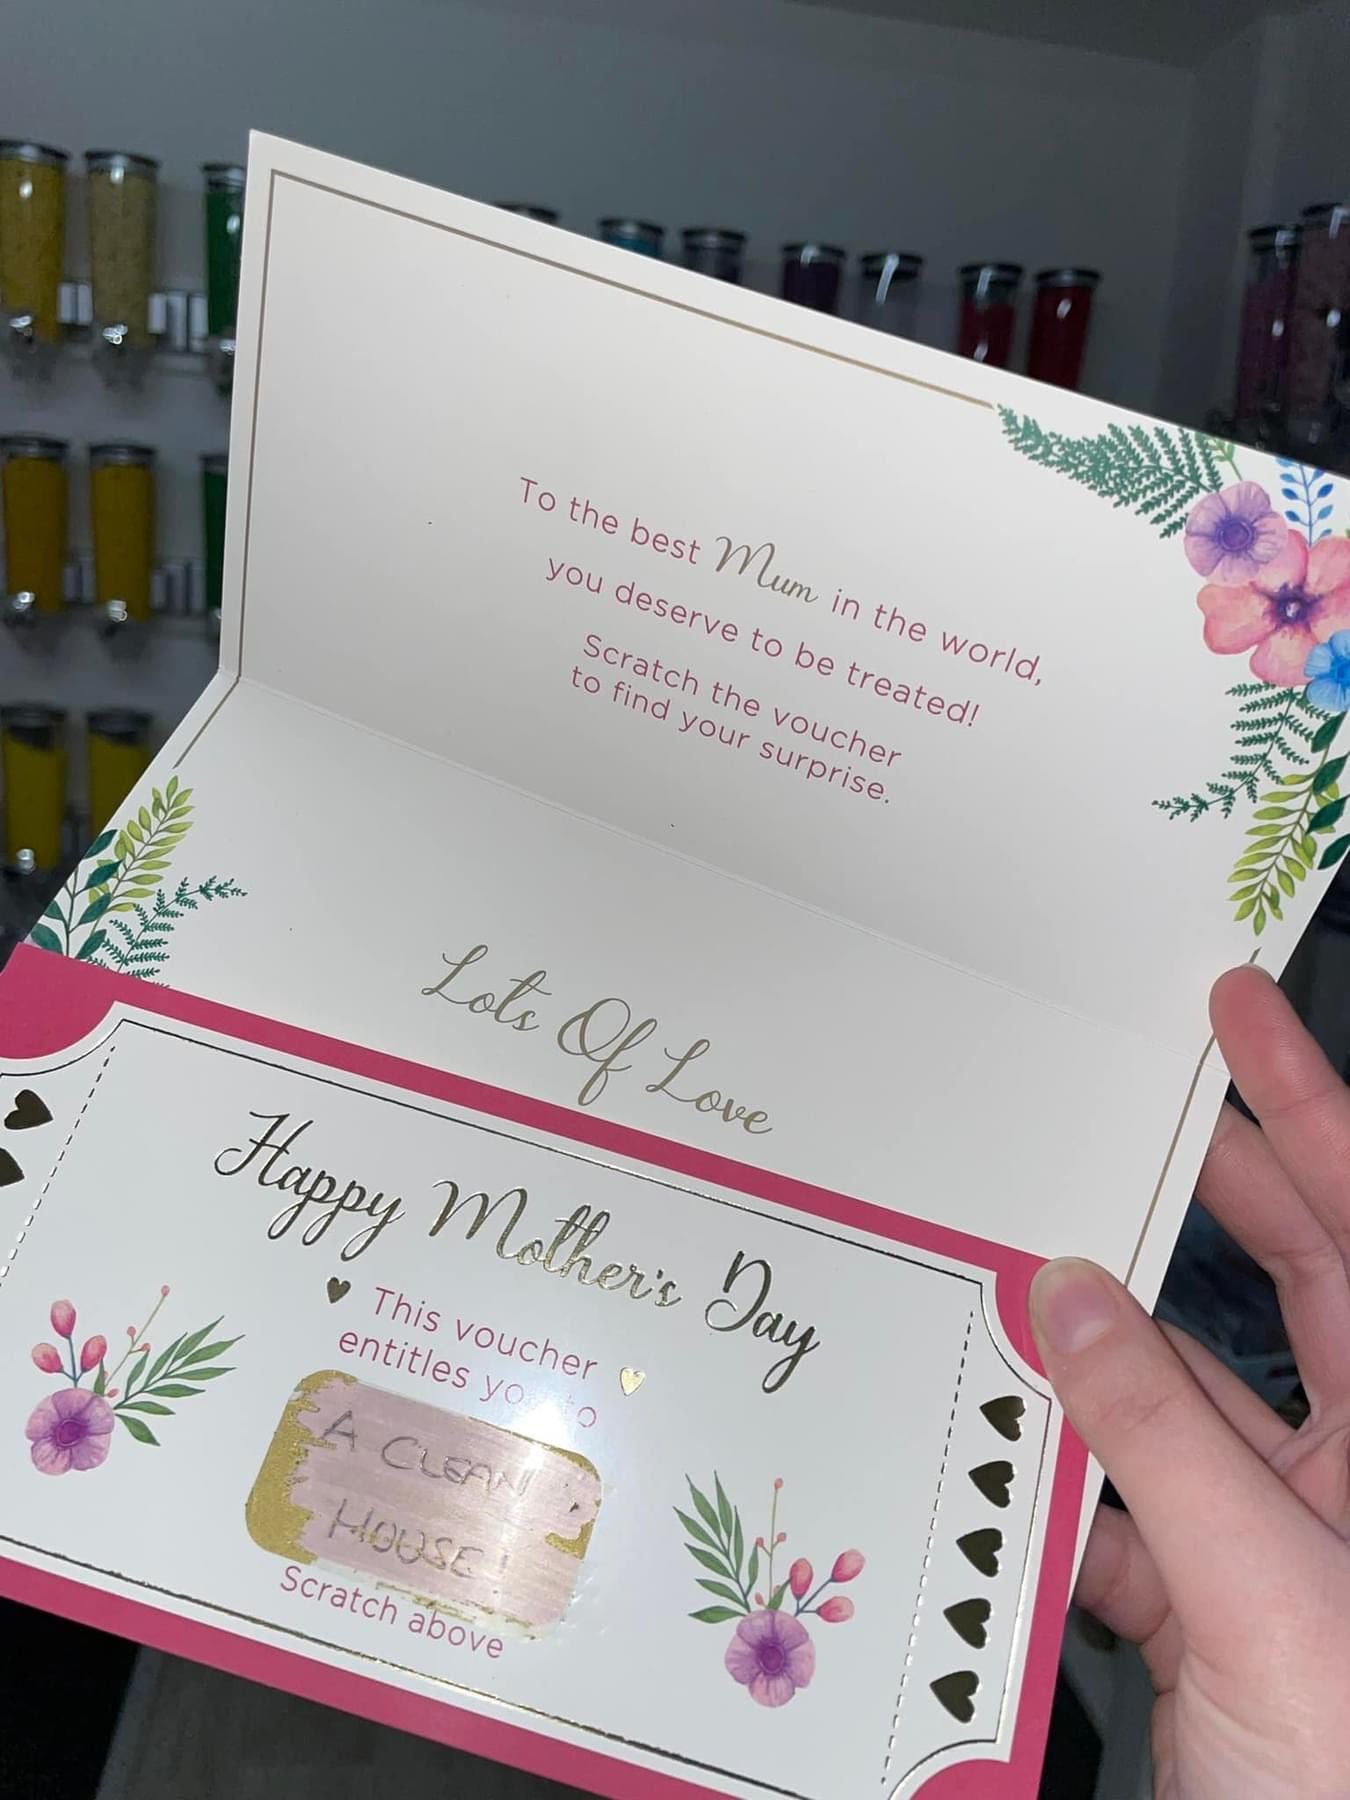 To the best Mum in the world,
you deserve to be treated!
Scratch the voucher
to find your surprise.
Lots Of Love
Happy Mother's Day
This voucher
entitles you to
A CLEAN
HOUSE!
Scratch above